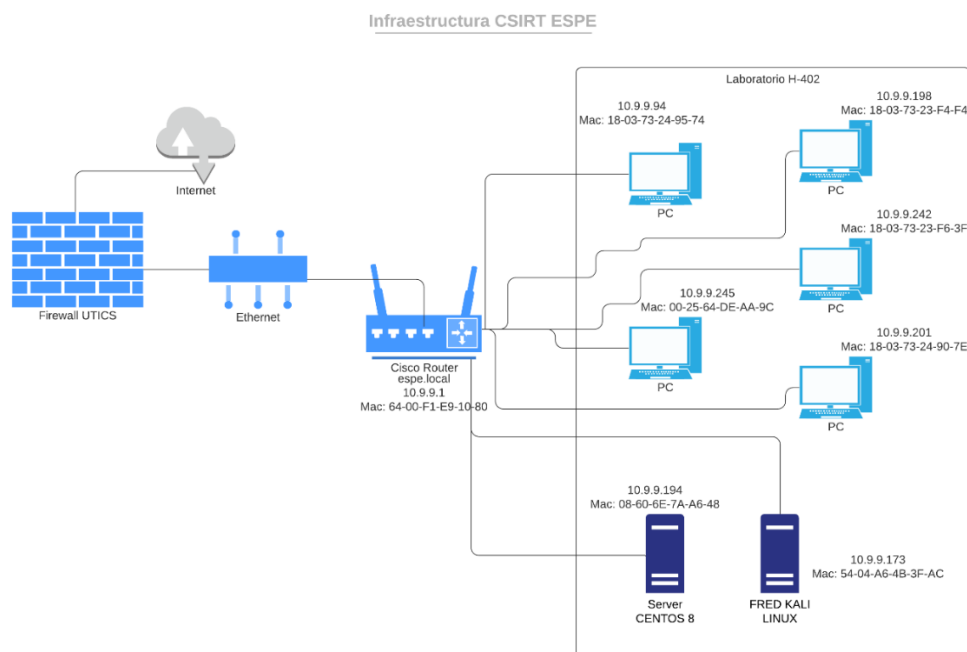 Infraestructura CSIRT ESPE
Laboratorio H-402
10.9.9.94
Mac: 18-03-73-24-95-74
PC
10.9.9.198
Mac: 18-03-73-23-F4-F4
PC
Internet
Firewall UTICS
Ethernet
10.9.9.242
Mac: 18-03-73-23-F6-3F
PC
10.9.9.245
Mac: 00-25-64-DE-AA-9C
PC
10.9.9.201
Mac: 18-03-73-24-90-7E
PC
Cisco Router
espe.local
10.9.9.1
Mac: 64-00-F1-E9-10-80
10.9.9.194
Mac: 08-60-6E-7A-A6-48
Server
CENTOS 8
10.9.9.173
Mac: 54-04-A6-4B-3F-AC
FRED KALI
LINUX